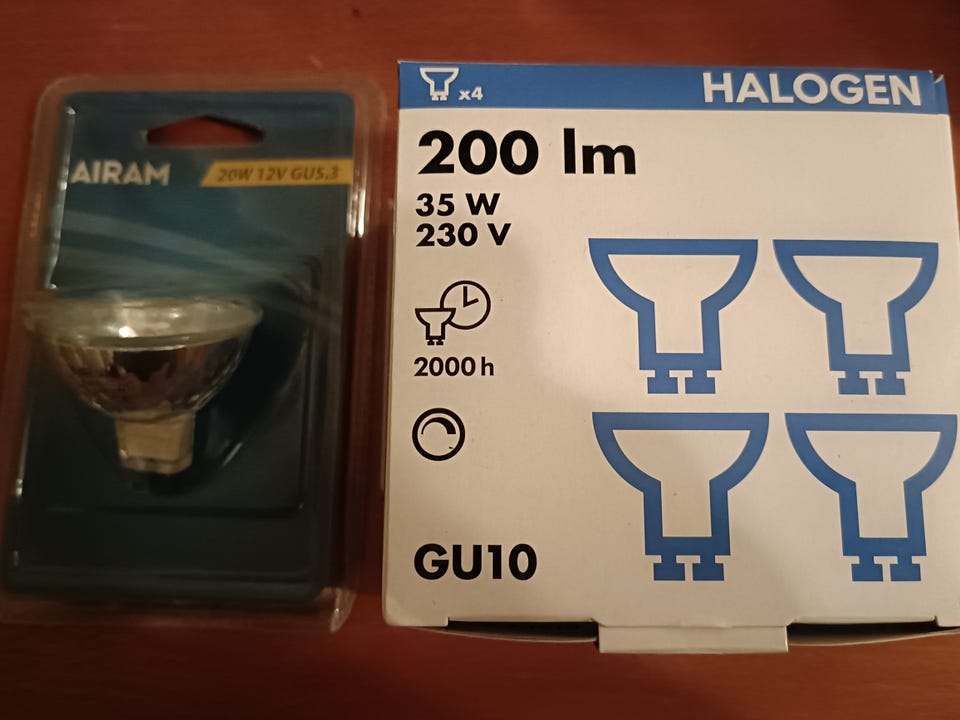 AIRAM
20W 12V GU5,3
x4
HALOGEN
200 lm
35 W
230 V
2000 h
GU10